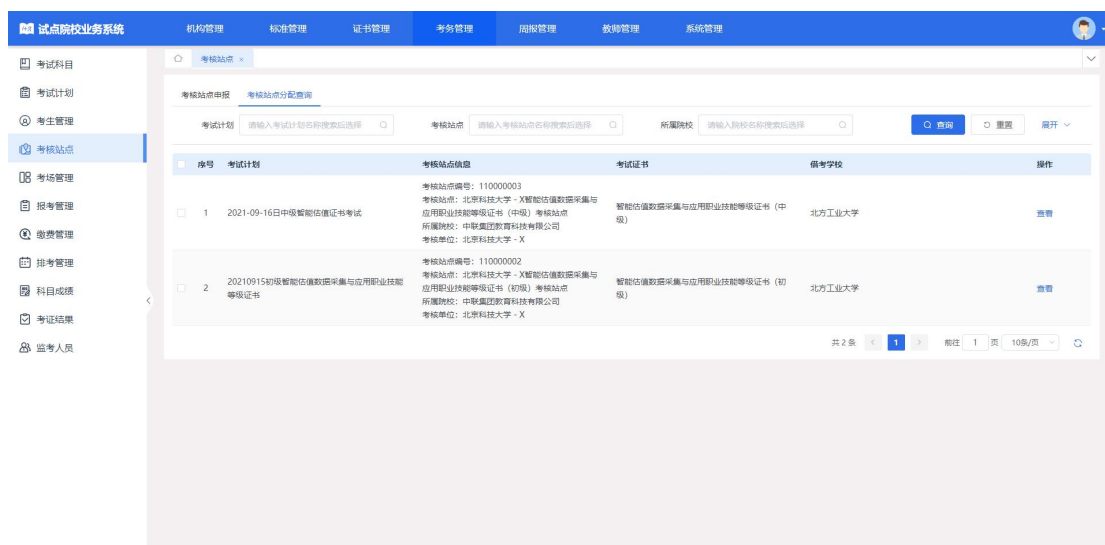 试点院校业务系统
机构管理 标准管理 证书管理 考务管理 周报管理 教师管理 系统管理
考试科目
考试计划
考生管理
考核站点
考场管理
报考管理
缴费管理
排考管理
科目成绩
考证结果
监考人员
考核站点 ×
考核站点申报 考核站点分配查询
考试计划 请输入考试计划名称搜索后选择 考核站点 请输入考核站点名称搜索后选择 所属院校 请输入院校名称搜索后选择 查询 重置 展开
序号 考试计划 考核站点信息 考试证书 借考学校 操作
1 2021-09-16日中级智能估值证书考试
考核站点编号：110000003
考核站点：北京科技大学 - X智能估值数据采集与
应用职业技能等级证书（中级）考核站点
所属院校：中联集团教育科技有限公司
考核单位：北京科技大学 - X
智能估值数据采集与应用职业技能等级证书（中
级）
北方工业大学
查看
2 20210915初级智能估值数据采集与应用职业技能
等级证书
考核站点编号：110000002
考核站点：北京科技大学 - X智能估值数据采集与
应用职业技能等级证书（初级）考核站点
所属院校：中联集团教育科技有限公司
考核单位：北京科技大学 - X
智能估值数据采集与应用职业技能等级证书（初
级）
北方工业大学
查看
共 2 条 1 前往 1 页 10条/页